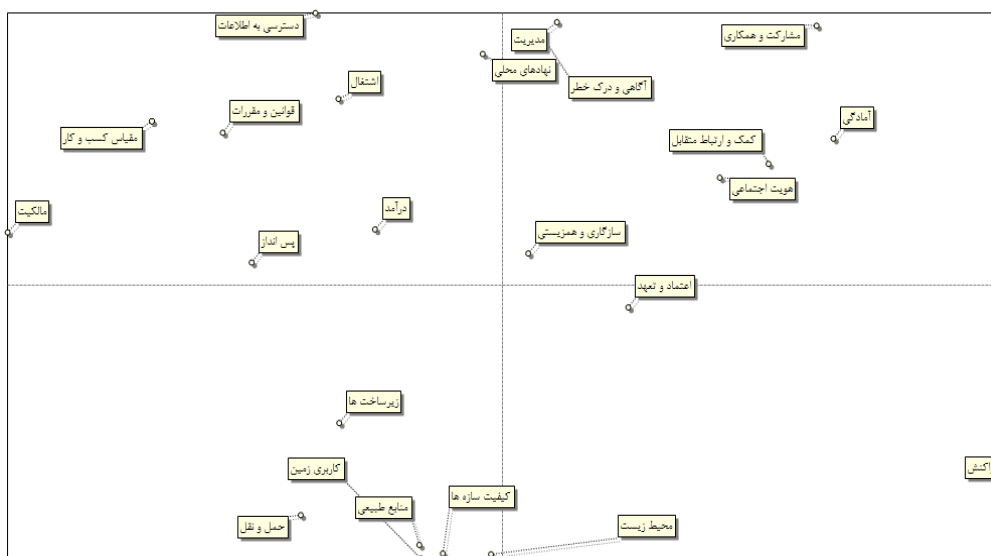 دسترسی به اطلاعات
مشارکت و همکاری
مدیریت
نهادهای محلی
اشتغال
آگاهی و درک خطر
قوانین و مقررات
آمادگی
مقیاس کسب و کار
کمک و ارتباط متقابل
هویت اجتماعی
مالکیت
درآمد
سازگاری و همزیستی
پس انداز
اعتماد و تعهد
زیرساخت ها
کاربری زمین
کیفیت سازه ها
منابع طبیعی
محیط زیست
حمل و نقل